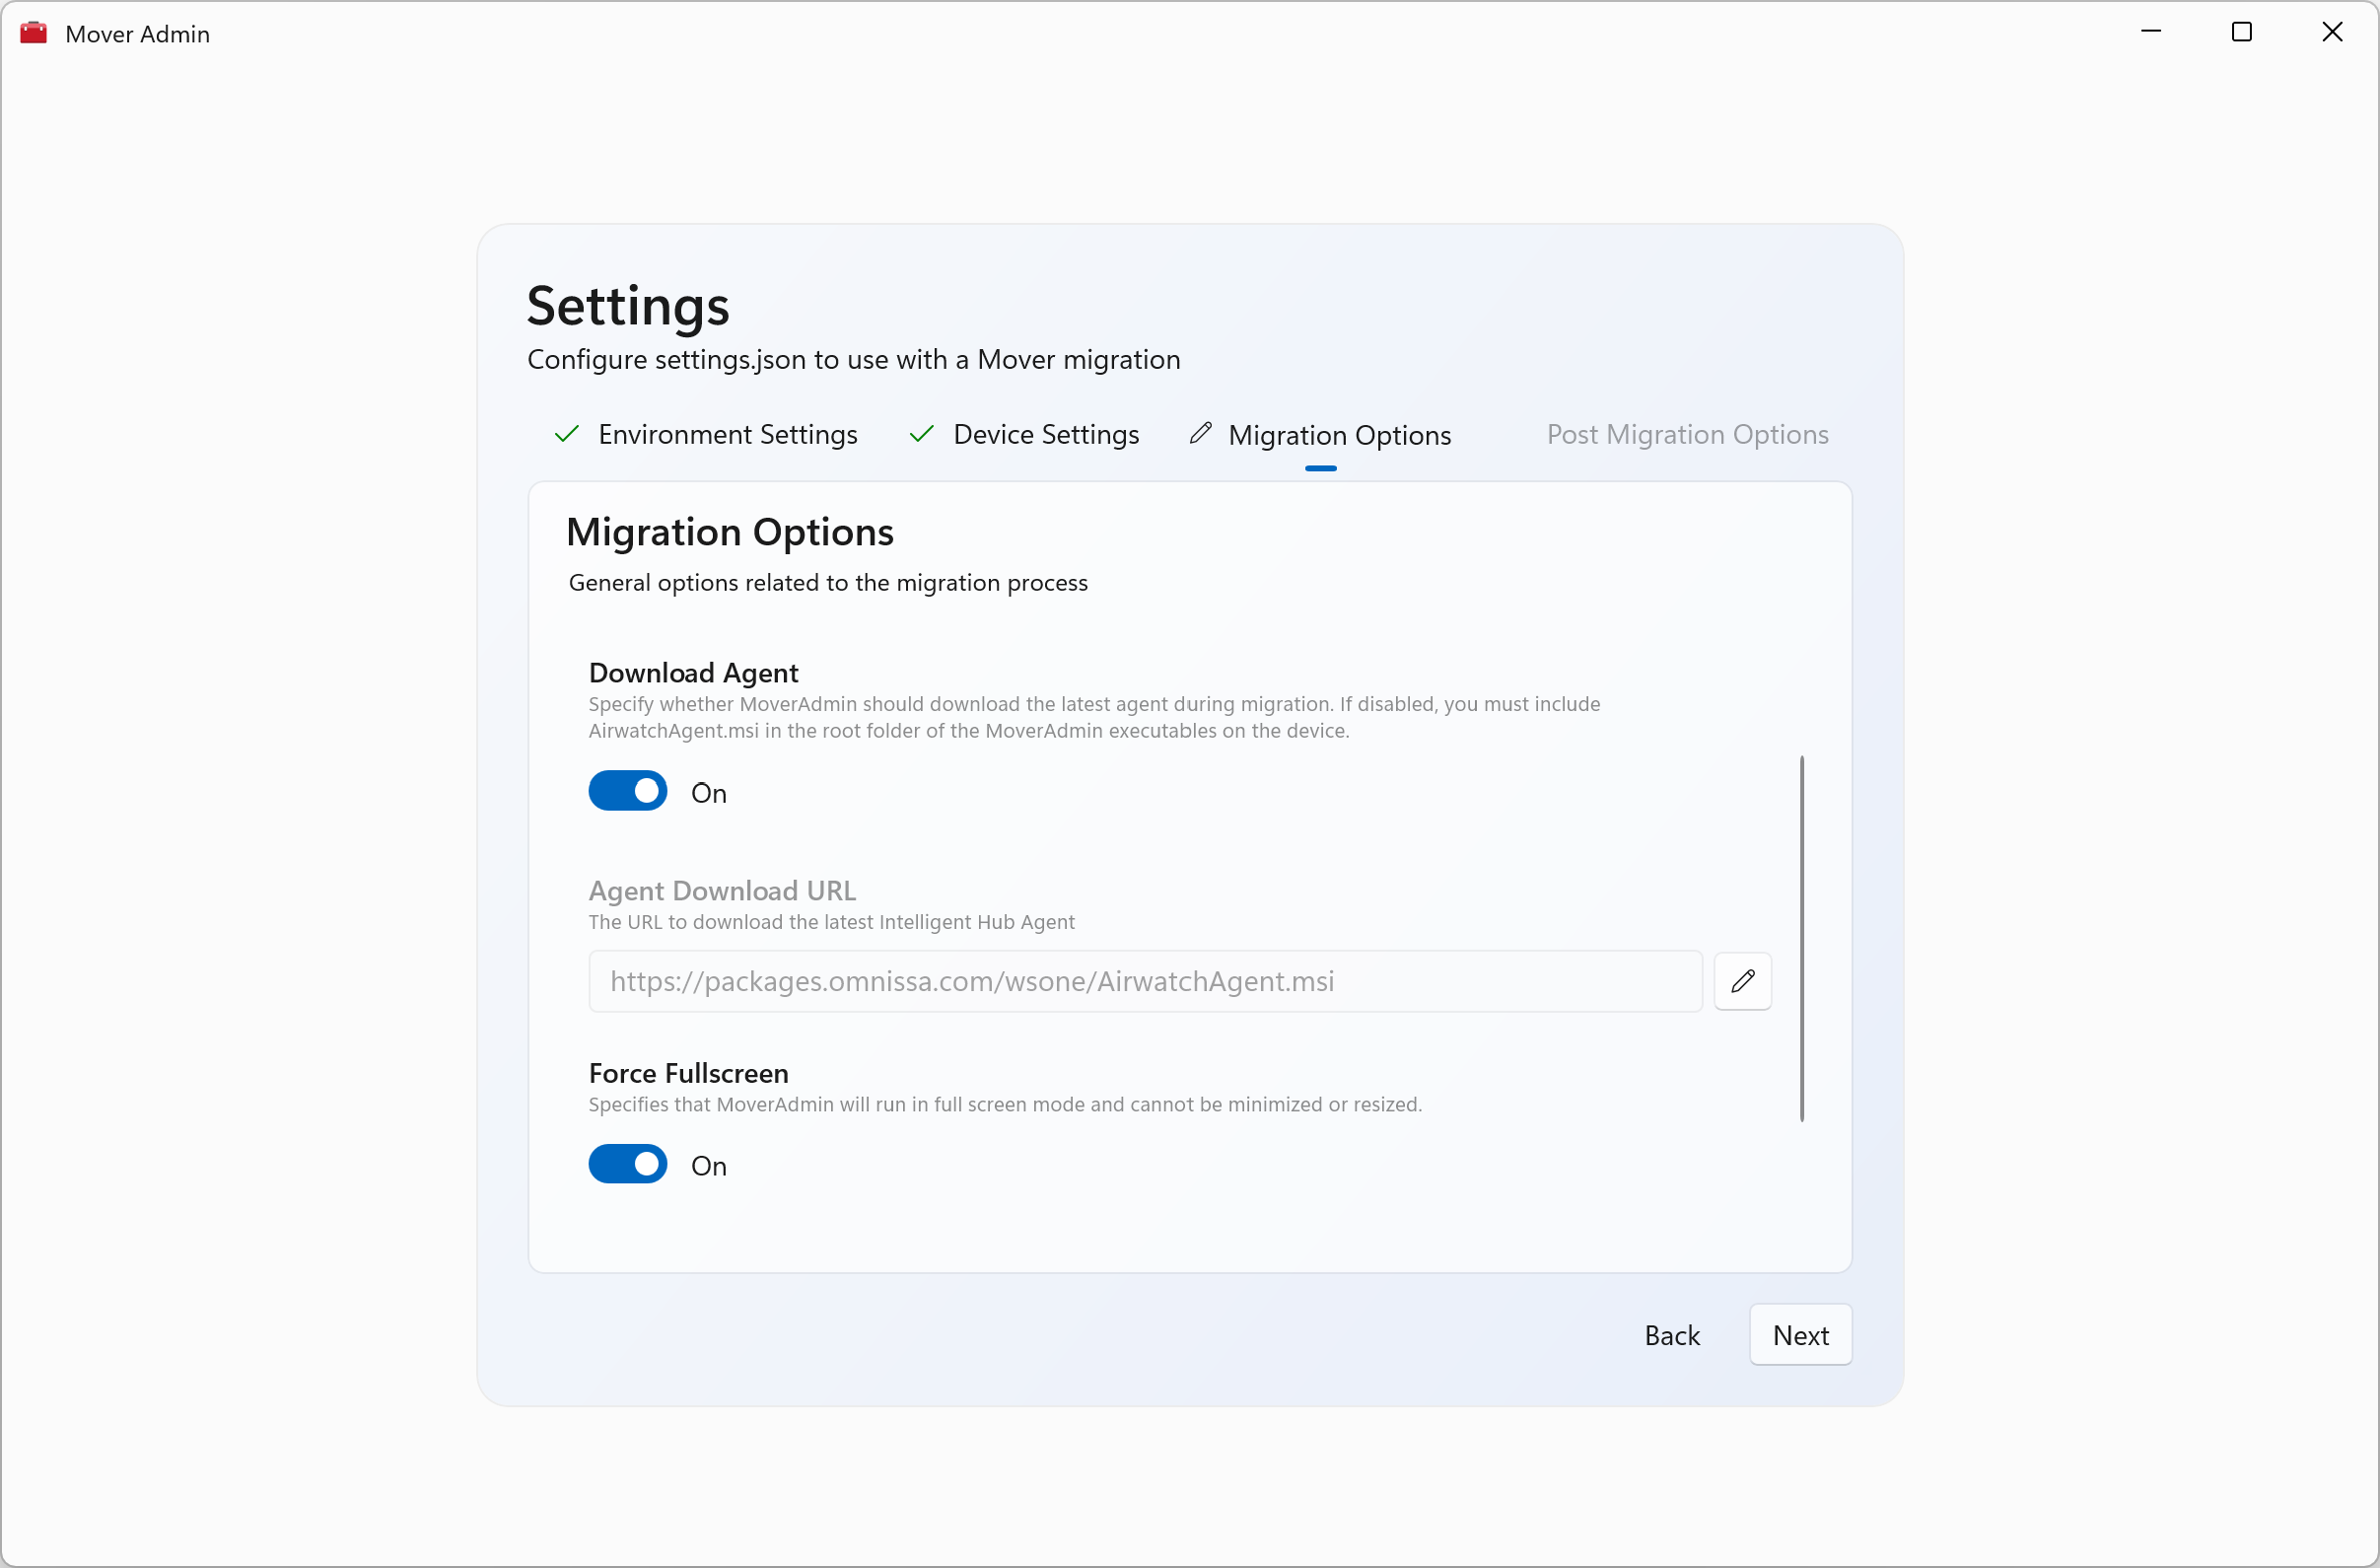 Mover Admin
Settings
Configure settings.json to use with a Mover migration
Environment Settings
Device Settings
Migration Options
Post Migration Options
Migration Options
General options related to the migration process
Download Agent
Specify whether MoverAdmin should download the latest agent during migration. If disabled, you must include
AirwatchAgent.msi in the root folder of the MoverAdmin executables on the device.
On
Agent Download URL
The URL to download the latest Intelligent Hub Agent
https://packages.omnissa.com/wsone/AirwatchAgent.msi
Force Fullscreen
Specifies that MoverAdmin will run in full screen mode and cannot be minimized or resized.
On
Back
Next